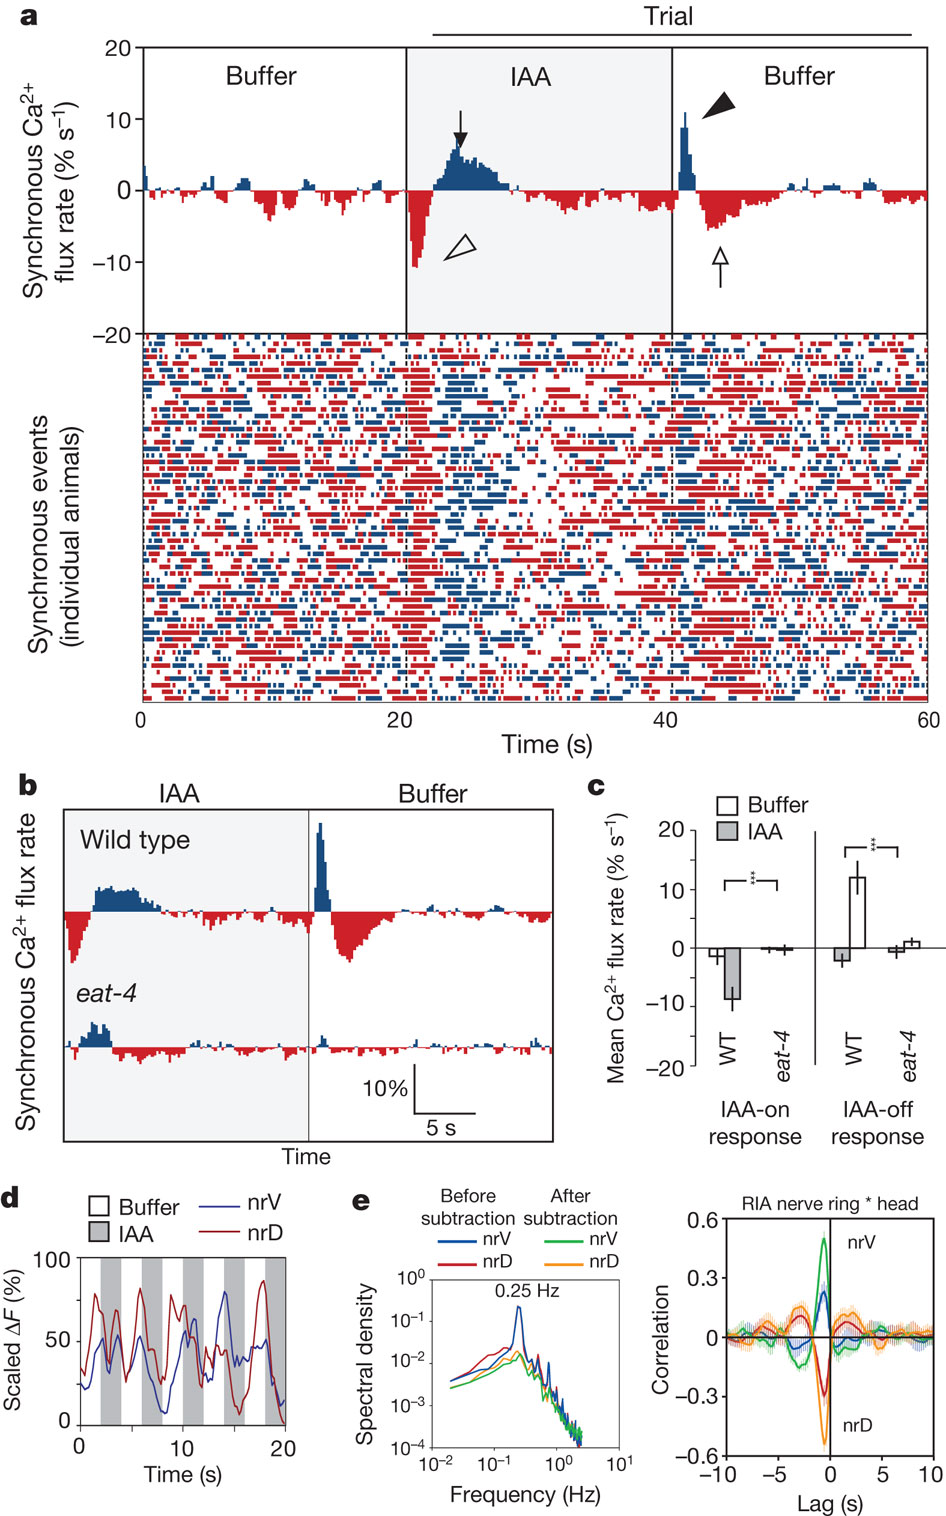 a
Trial
Buffer
IAA
Buffer
Synchronous Ca2+
flux rate (% s–1)
20
10
0
–10
–20
Synchronous events
(individual animals)
0
20
40
60
Time (s)
b
IAA
Buffer
Synchronous Ca2+ flux rate
Wild type
eat-4
10%
5 s
Time
c
Buffer
IAA
Mean Ca2+ flux rate (% s–1)
20
10
0
–10
–20
***
***
WT
eat-4
WT
eat-4
IAA-on
response
IAA-off
response
d
Buffer
IAA
nrV
nrD
Scaled ΔF (%)
100
50
0
0
10
20
Time (s)
e
Before
subtraction
After
subtraction
nrV
nrD
nrV
nrD
Spectral density
0.25 Hz
100
10–1
10–2
10–3
10–4
10–2
10–1
100
101
Frequency (Hz)
RIA nerve ring * head
Correlation
0.6
0.3
0
–0.3
–0.6
nrV
nrD
–10
–5
0
5
10
Lag (s)